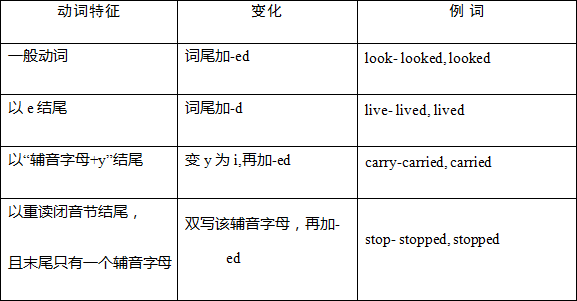 动词特征 变化 例 词
一般动词 词尾加-ed look- looked, looked
以 e 结尾 词尾加-d live- lived, lived
以“辅音字母+y”结尾 变 y 为 i,再加-ed carry-carried, carried
以重读闭音节结尾，
且末尾只有一个辅音字母
双写该辅音字母，再加-
ed
stop- stopped, stopped